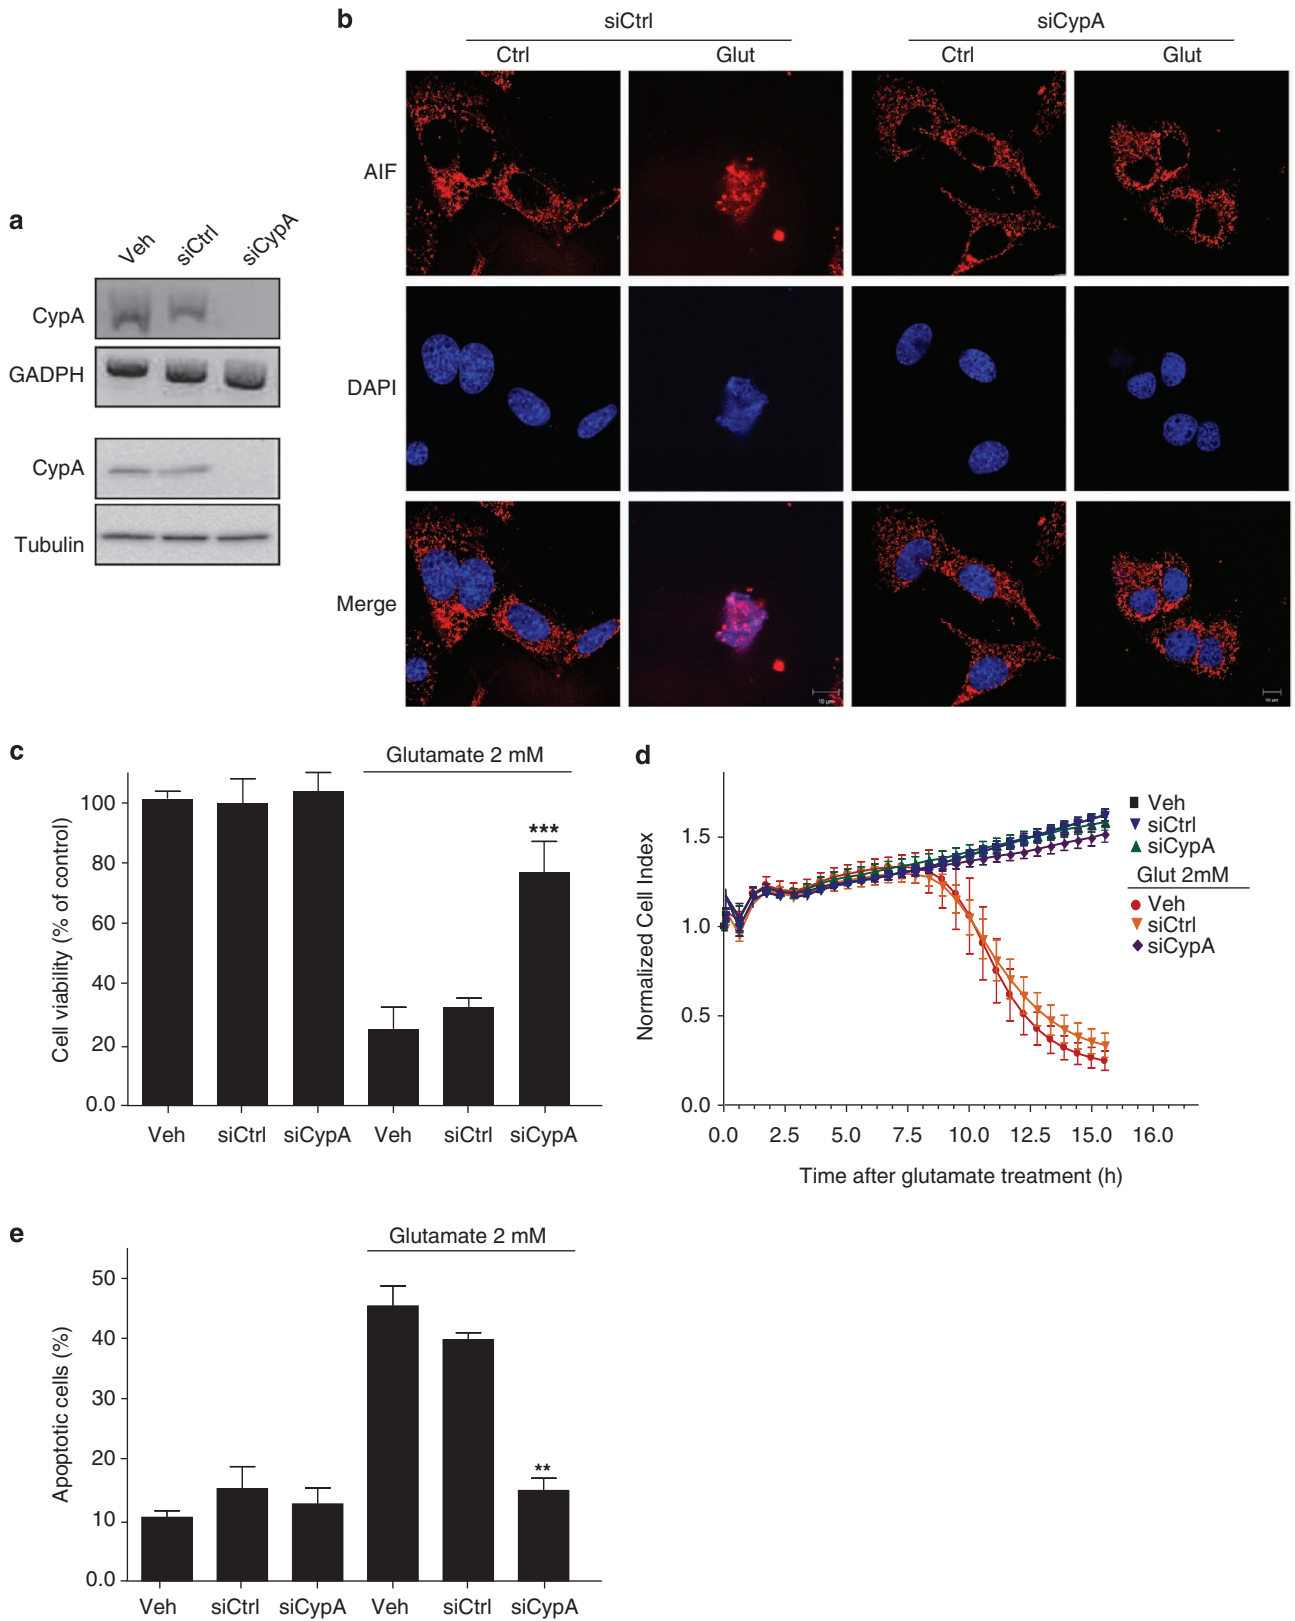 a
Veh siCtrl siCypA
CypA
GADPH
CypA
Tubulin
b
siCtrl siCypA
Ctrl Glut Ctrl Glut
AIF
DAPI
Merge
10 µm
10 µm
c
Glutamate 2 mM
Cell viability (% of control)
100
80
60
40
20
0.0
***
Veh siCtrl siCypA Veh siCtrl siCypA
d
Normalized Cell Index
1.5
1.0
0.5
0.0
0.0 2.5 5.0 7.5 10.0 12.5 15.0 16.0
Time after glutamate treatment (h)
Veh
siCtrl
siCypA
Glut 2mM
Veh
siCtrl
siCypA
e
Glutamate 2 mM
Apoptotic cells (%)
50
40
30
20
10
0.0
**
Veh siCtrl siCypA Veh siCtrl siCypA